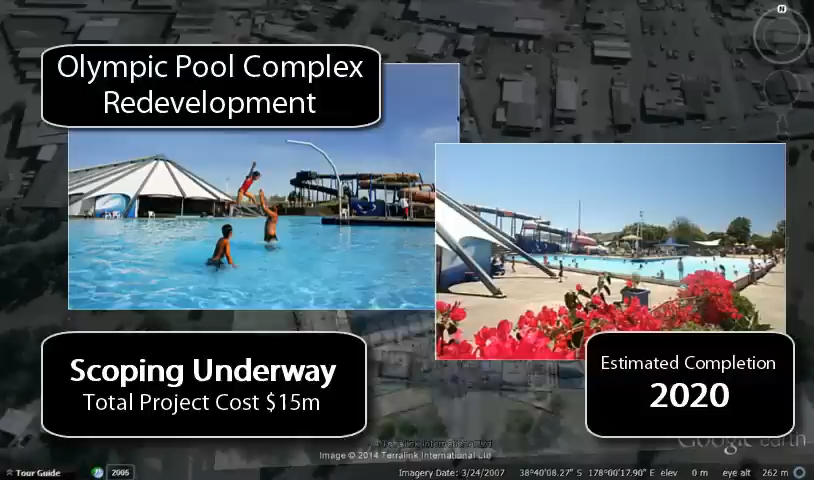 Olympic Pool Complex
Redevelopment
Scoping Underway
Total Project Cost $15m
Estimated Completion
2020
N
Google earth
Image © 2014 Terralink International Ltd
Tour Guide
2005
Imagery Date: 3/24/2007 38°40'08.27" S 178°00'17.90" E elev 0 m eye alt 262 m